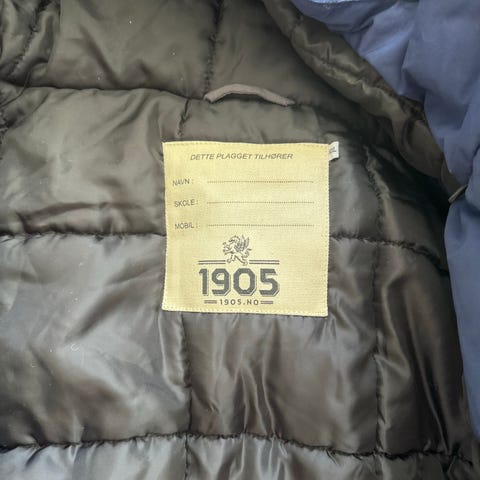 DETTE PLAGGET TILHØRER
NAVN :
SKOLE :
MOBIL :
1905
1905.NO